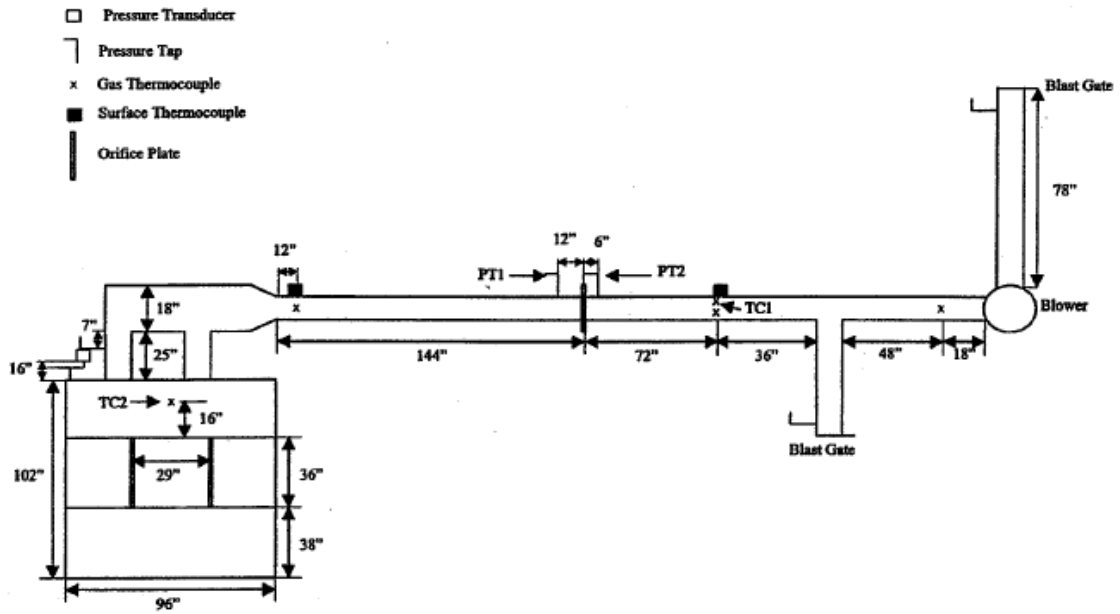 Pressure Transducer
Pressure Tap
x Gas Thermocouple
Surface Thermocouple
Orifice Plate
Blast Gate
78"
12"
12"
6"
PT1
PT2
18"
TC1
Blower
7"
25"
144"
72"
36"
48"
18"
16"
TC2
16"
Blast Gate
102"
29"
36"
38"
96"